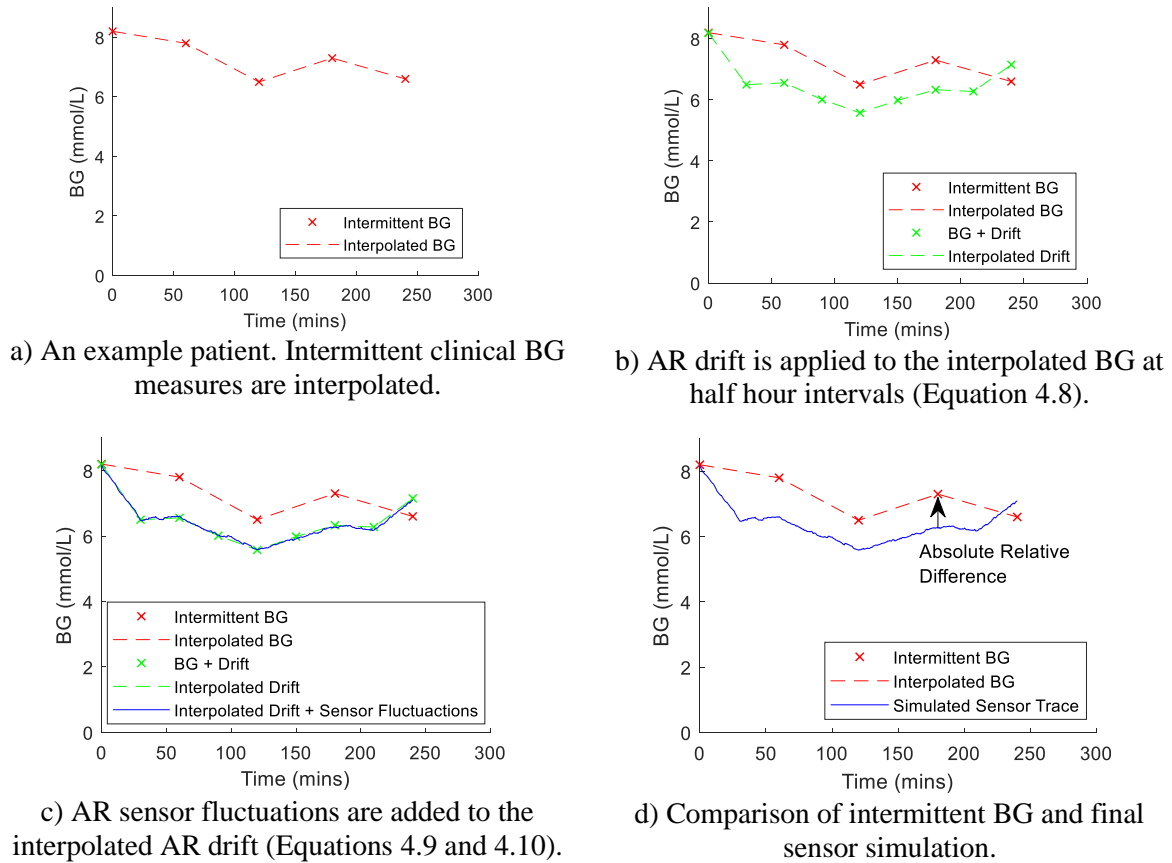 8
6
4
2
0
BG (mmol/L)
Intermittent BG
Interpolated BG
0 50 100 150 200 250 300
Time (mins)
a) An example patient. Intermittent clinical BG
measures are interpolated.
8
6
4
2
0
BG (mmol/L)
Intermittent BG
Interpolated BG
BG + Drift
Interpolated Drift
0 50 100 150 200 250 300
Time (mins)
b) AR drift is applied to the interpolated BG at
half hour intervals (Equation 4.8).
8
6
4
2
0
BG (mmol/L)
Intermittent BG
Interpolated BG
BG + Drift
Interpolated Drift
Interpolated Drift + Sensor Fluctuations
0 50 100 150 200 250 300
Time (mins)
c) AR sensor fluctuations are added to the
interpolated AR drift (Equations 4.9 and 4.10).
8
6
4
2
0
BG (mmol/L)
Absolute Relative
Difference
Intermittent BG
Interpolated BG
Simulated Sensor Trace
0 50 100 150 200 250 300
Time (mins)
d) Comparison of intermittent BG and final
sensor simulation.